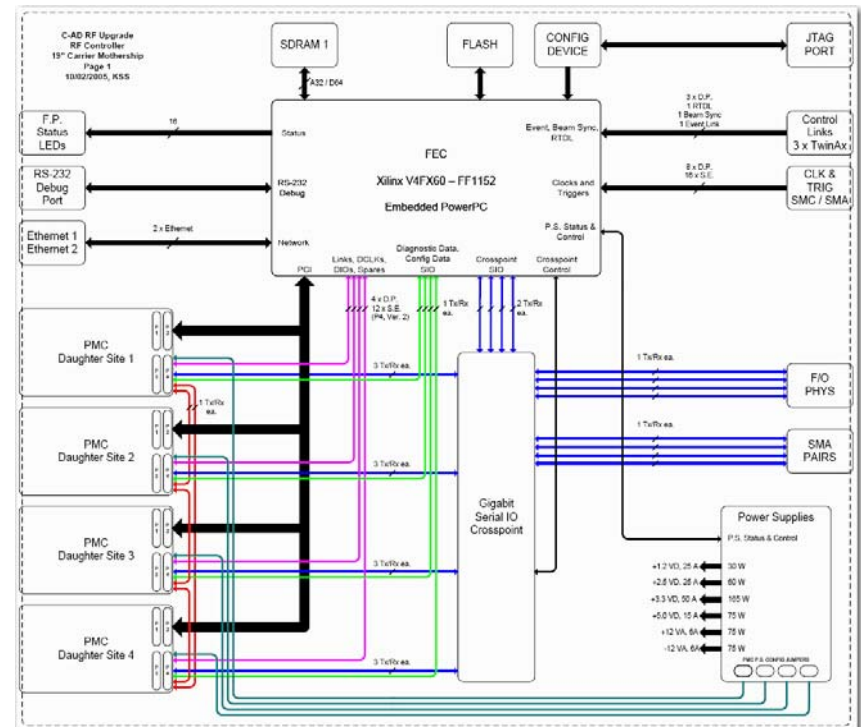 C-AD RF Upgrade
RF Controller
19" Carrier Mothership
Page 1
10/02/2005, KSS
SDRAM 1
FLASH
CONFIG
DEVICE
JTAG
PORT
A32 / D64
F.P.
Status
LEDs
16
Status
Event, Beam Sync,
RTDL
3 x D.P.
1 RTDL
1 Beam Sync
1 Event Link
Control
Links
3 x TwinAx
FEC
Xilinx V4FX60 – FF1152
Embedded PowerPC
RS-232
Debug
Port
RS-232
Debug
Clocks and
Triggers
8 x D.P.
16 x S.E.
CLK &
TRIG
SMC / SMA
Ethernet 1
Ethernet 2
2 x Ethernet
Network
P.S. Status &
Control
PCI
Links, DCLKs,
DIOs, Spares
Diagnostic Data,
Config Data
SIO
Crosspoint
SIO
Crosspoint
Control
4 x D.P.
12 x S.E.
(P4, Ver. 2)
1 Tx/Rx
ea.
2 Tx/Rx
ea.
PMC
Daughter Site 1
3 Tx/Rx ea.
1 Tx/Rx
ea.
1 Tx/Rx ea.
F/O
PHYS
PMC
Daughter Site 2
3 Tx/Rx ea.
1 Tx/Rx ea.
SMA
PAIRS
Gigabit
Serial IO
Crosspoint
PMC
Daughter Site 3
3 Tx/Rx ea.
PMC
Daughter Site 4
3 Tx/Rx ea.
Power Supplies
P.S. Status & Control
+1.2 VD, 25 A 30 W
+2.5 VD, 25 A 60 W
+3.3 VD, 50 A 165 W
+5.0 VD, 15 A 75 W
+12 VA, 6A 75 W
-12 VA, 6A 75 W
PMC P.S. CONFIG JUMPERS